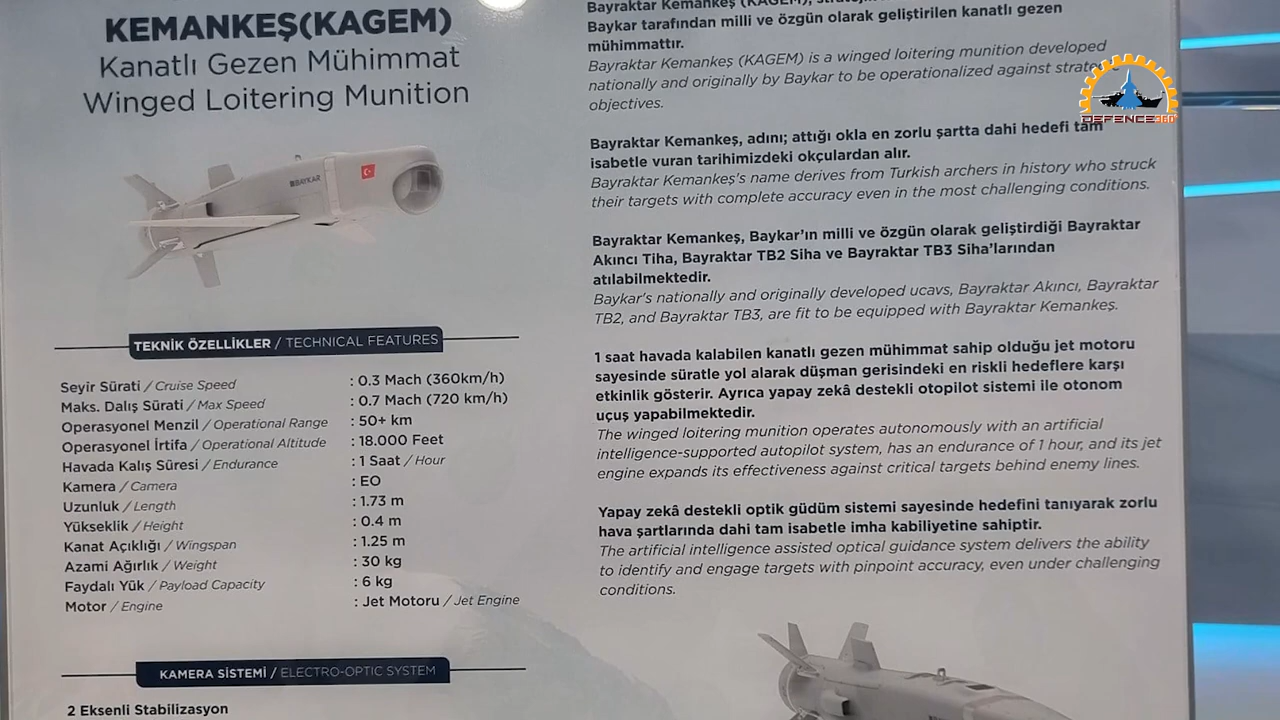 KEMANKEŞ(KAGEM)
Kanatlı Gezen Mühimmat
Winged Loitering Munition
BAYKAR
TEKNİK ÖZELLİKLER / TECHNICAL FEATURES
Seyir Sürati / Cruise Speed : 0.3 Mach (360km/h)
Maks. Dalış Sürati / Max Speed : 0.7 Mach (720 km/h)
Operasyonel Menzil / Operational Range : 50+ km
Operasyonel İrtifa / Operational Altitude : 18.000 Feet
Havada Kalış Süresi / Endurance : 1 Saat / Hour
Kamera / Camera : EO
Uzunluk / Length : 1.73 m
Yükseklik / Height : 0.4 m
Kanat Açıklığı / Wingspan : 1.25 m
Azami Ağırlık / Weight : 30 kg
Faydalı Yük / Payload Capacity : 6 kg
Motor / Engine : Jet Motoru / Jet Engine
KAMERA SİSTEMİ / ELECTRO-OPTIC SYSTEM
2 Eksenli Stabilizasyon
Bayraktar Kemankeş (KAGEM),
Baykar tarafından milli ve özgün olarak geliştirilen kanatlı gezen
mühimmattır.
Bayraktar Kemankeş (KAGEM) is a winged loitering munition developed
nationally and originally by Baykar to be operationalized against
objectives.
Bayraktar Kemankeş, adını; attığı okla en zorlu şartta dahi hedefi tam
isabetle vuran tarihimizdeki okçulardan alır.
Bayraktar Kemankeş's name derives from Turkish archers in history who struck
their targets with complete accuracy even in the most challenging conditions.
Bayraktar Kemankeş, Baykar'ın milli ve özgün olarak geliştirdiği Bayraktar
Akıncı Tiha, Bayraktar TB2 Siha ve Bayraktar TB3 Siha'larından
atılabilmektedir.
Baykar's nationally and originally developed ucavs, Bayraktar Akıncı, Bayraktar
TB2, and Bayraktar TB3, are fit to be equipped with Bayraktar Kemankeş.
1 saat havada kalabilen kanatlı gezen mühimmat sahip olduğu jet motoru
sayesinde süratle yol alarak düşman gerisindeki en riskli hedeflere karşı
etkinlik gösterir. Ayrıca yapay zekâ destekli otopilot sistemi ile otonom
uçuş yapabilmektedir.
The winged loitering munition operates autonomously with an artificial
intelligence-supported autopilot system, has an endurance of 1 hour, and its jet
engine expands its effectiveness against critical targets behind enemy lines.
Yapay zekâ destekli optik güdüm sistemi sayesinde hedefini tanıyarak zorlu
hava şartlarında dahi tam isabetle imha kabiliyetine sahiptir.
The artificial intelligence assisted optical guidance system delivers the ability
to identify and engage targets with pinpoint accuracy, even under challenging
conditions.
DEFENCE360°